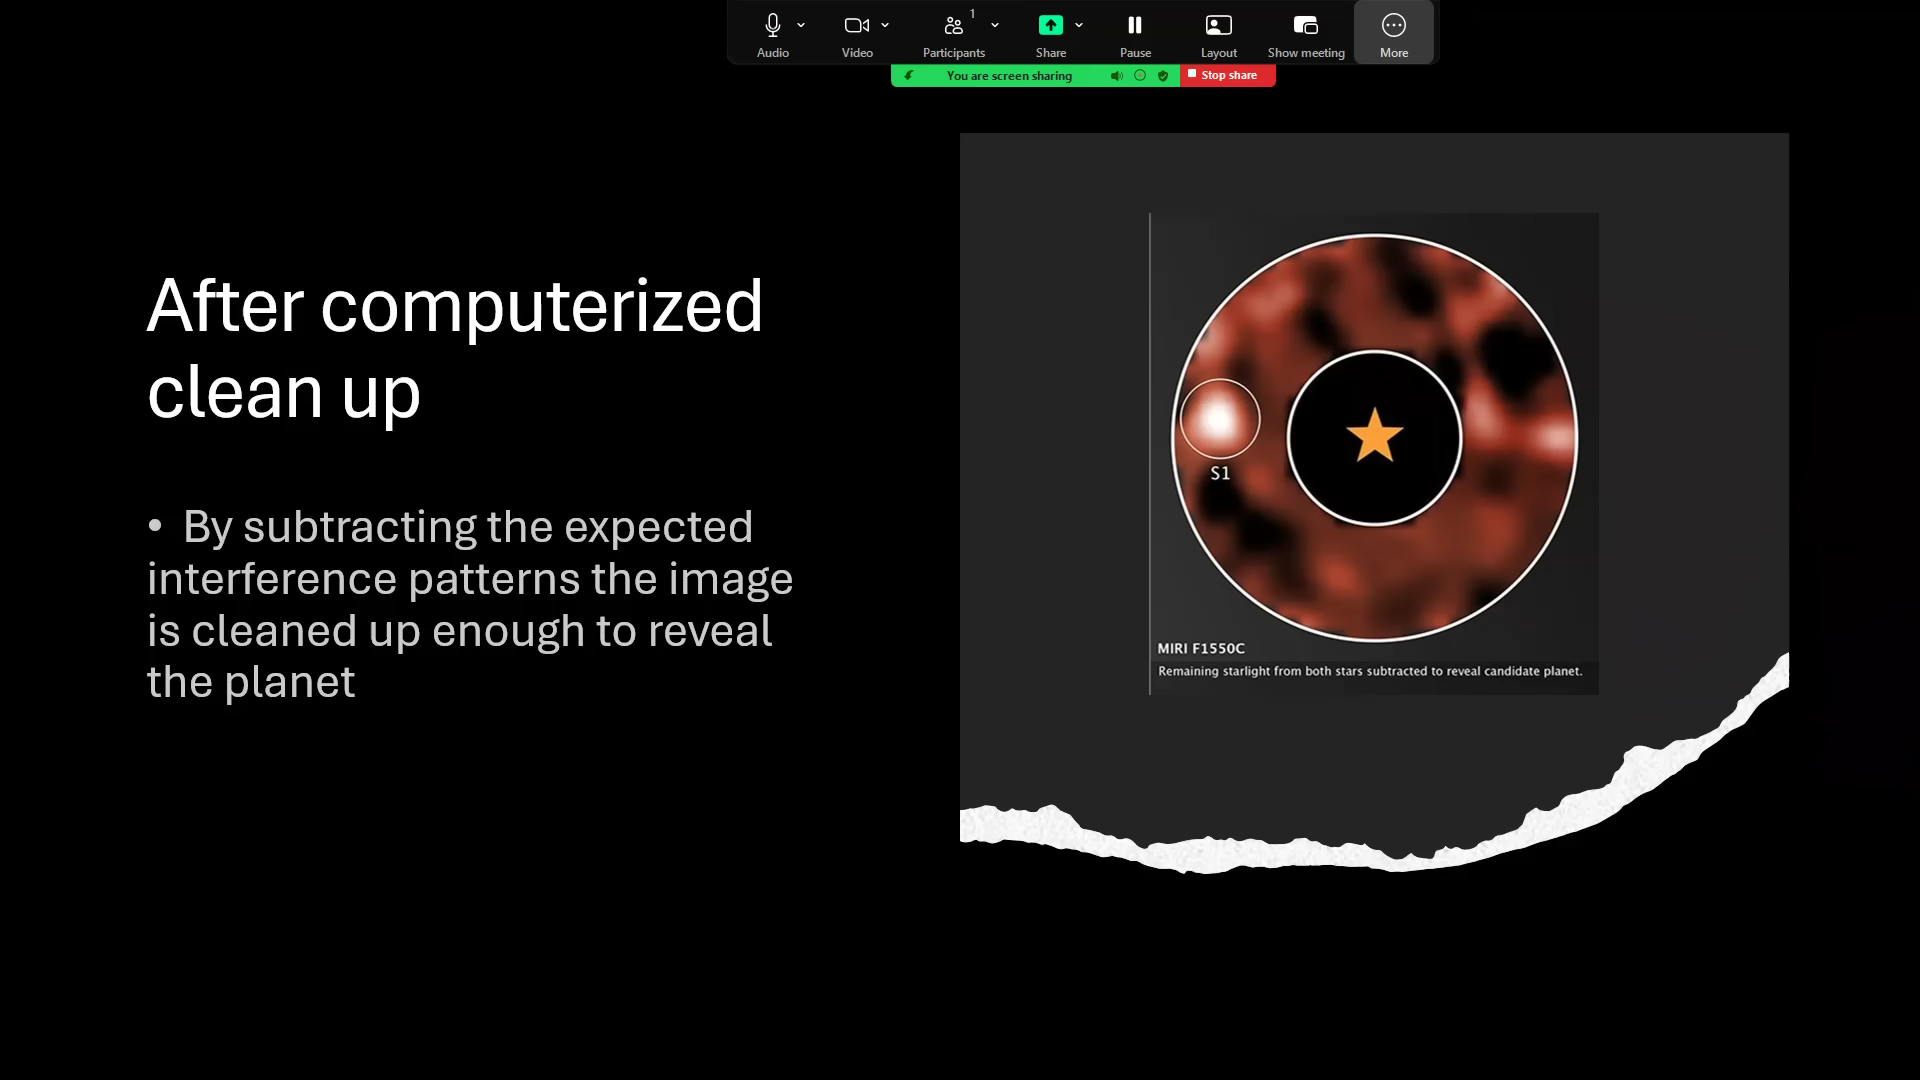 1
Audio
Video
Participants
Share
Pause
Layout
Show meeting
More
You are screen sharing
Stop share
After computerized
clean up
• By subtracting the expected
interference patterns the image
is cleaned up enough to reveal
the planet
S1
MIRI F1550C
Remaining starlight from both stars subtracted to reveal candidate planet.